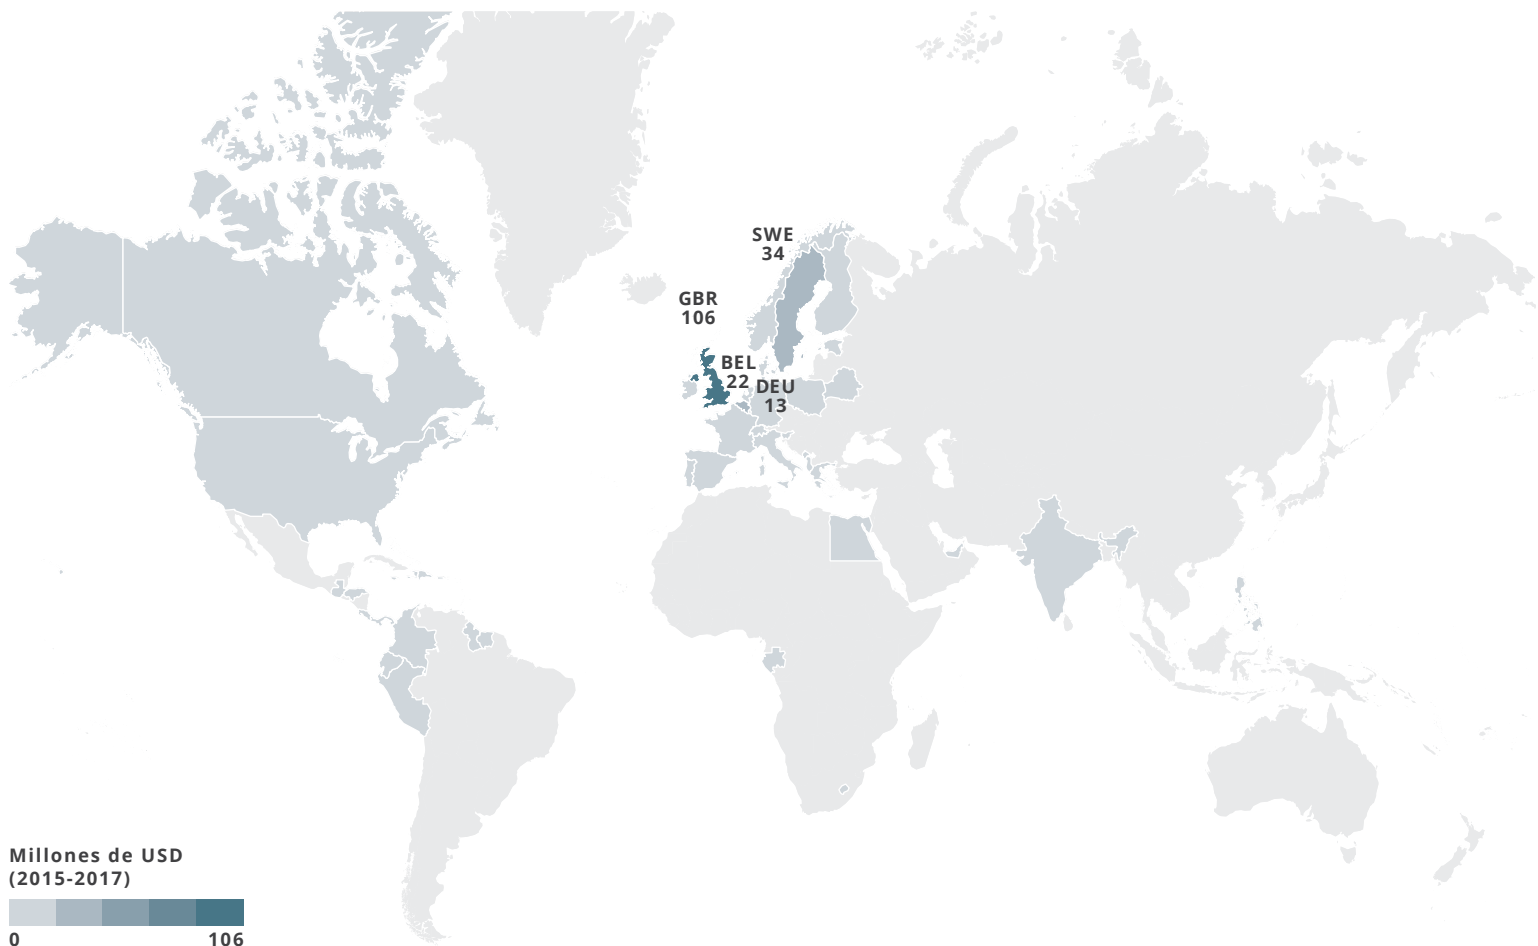 SWE
34
GBR
106
BEL
22
DEU
13
Millones de USD
(2015-2017)
0 106